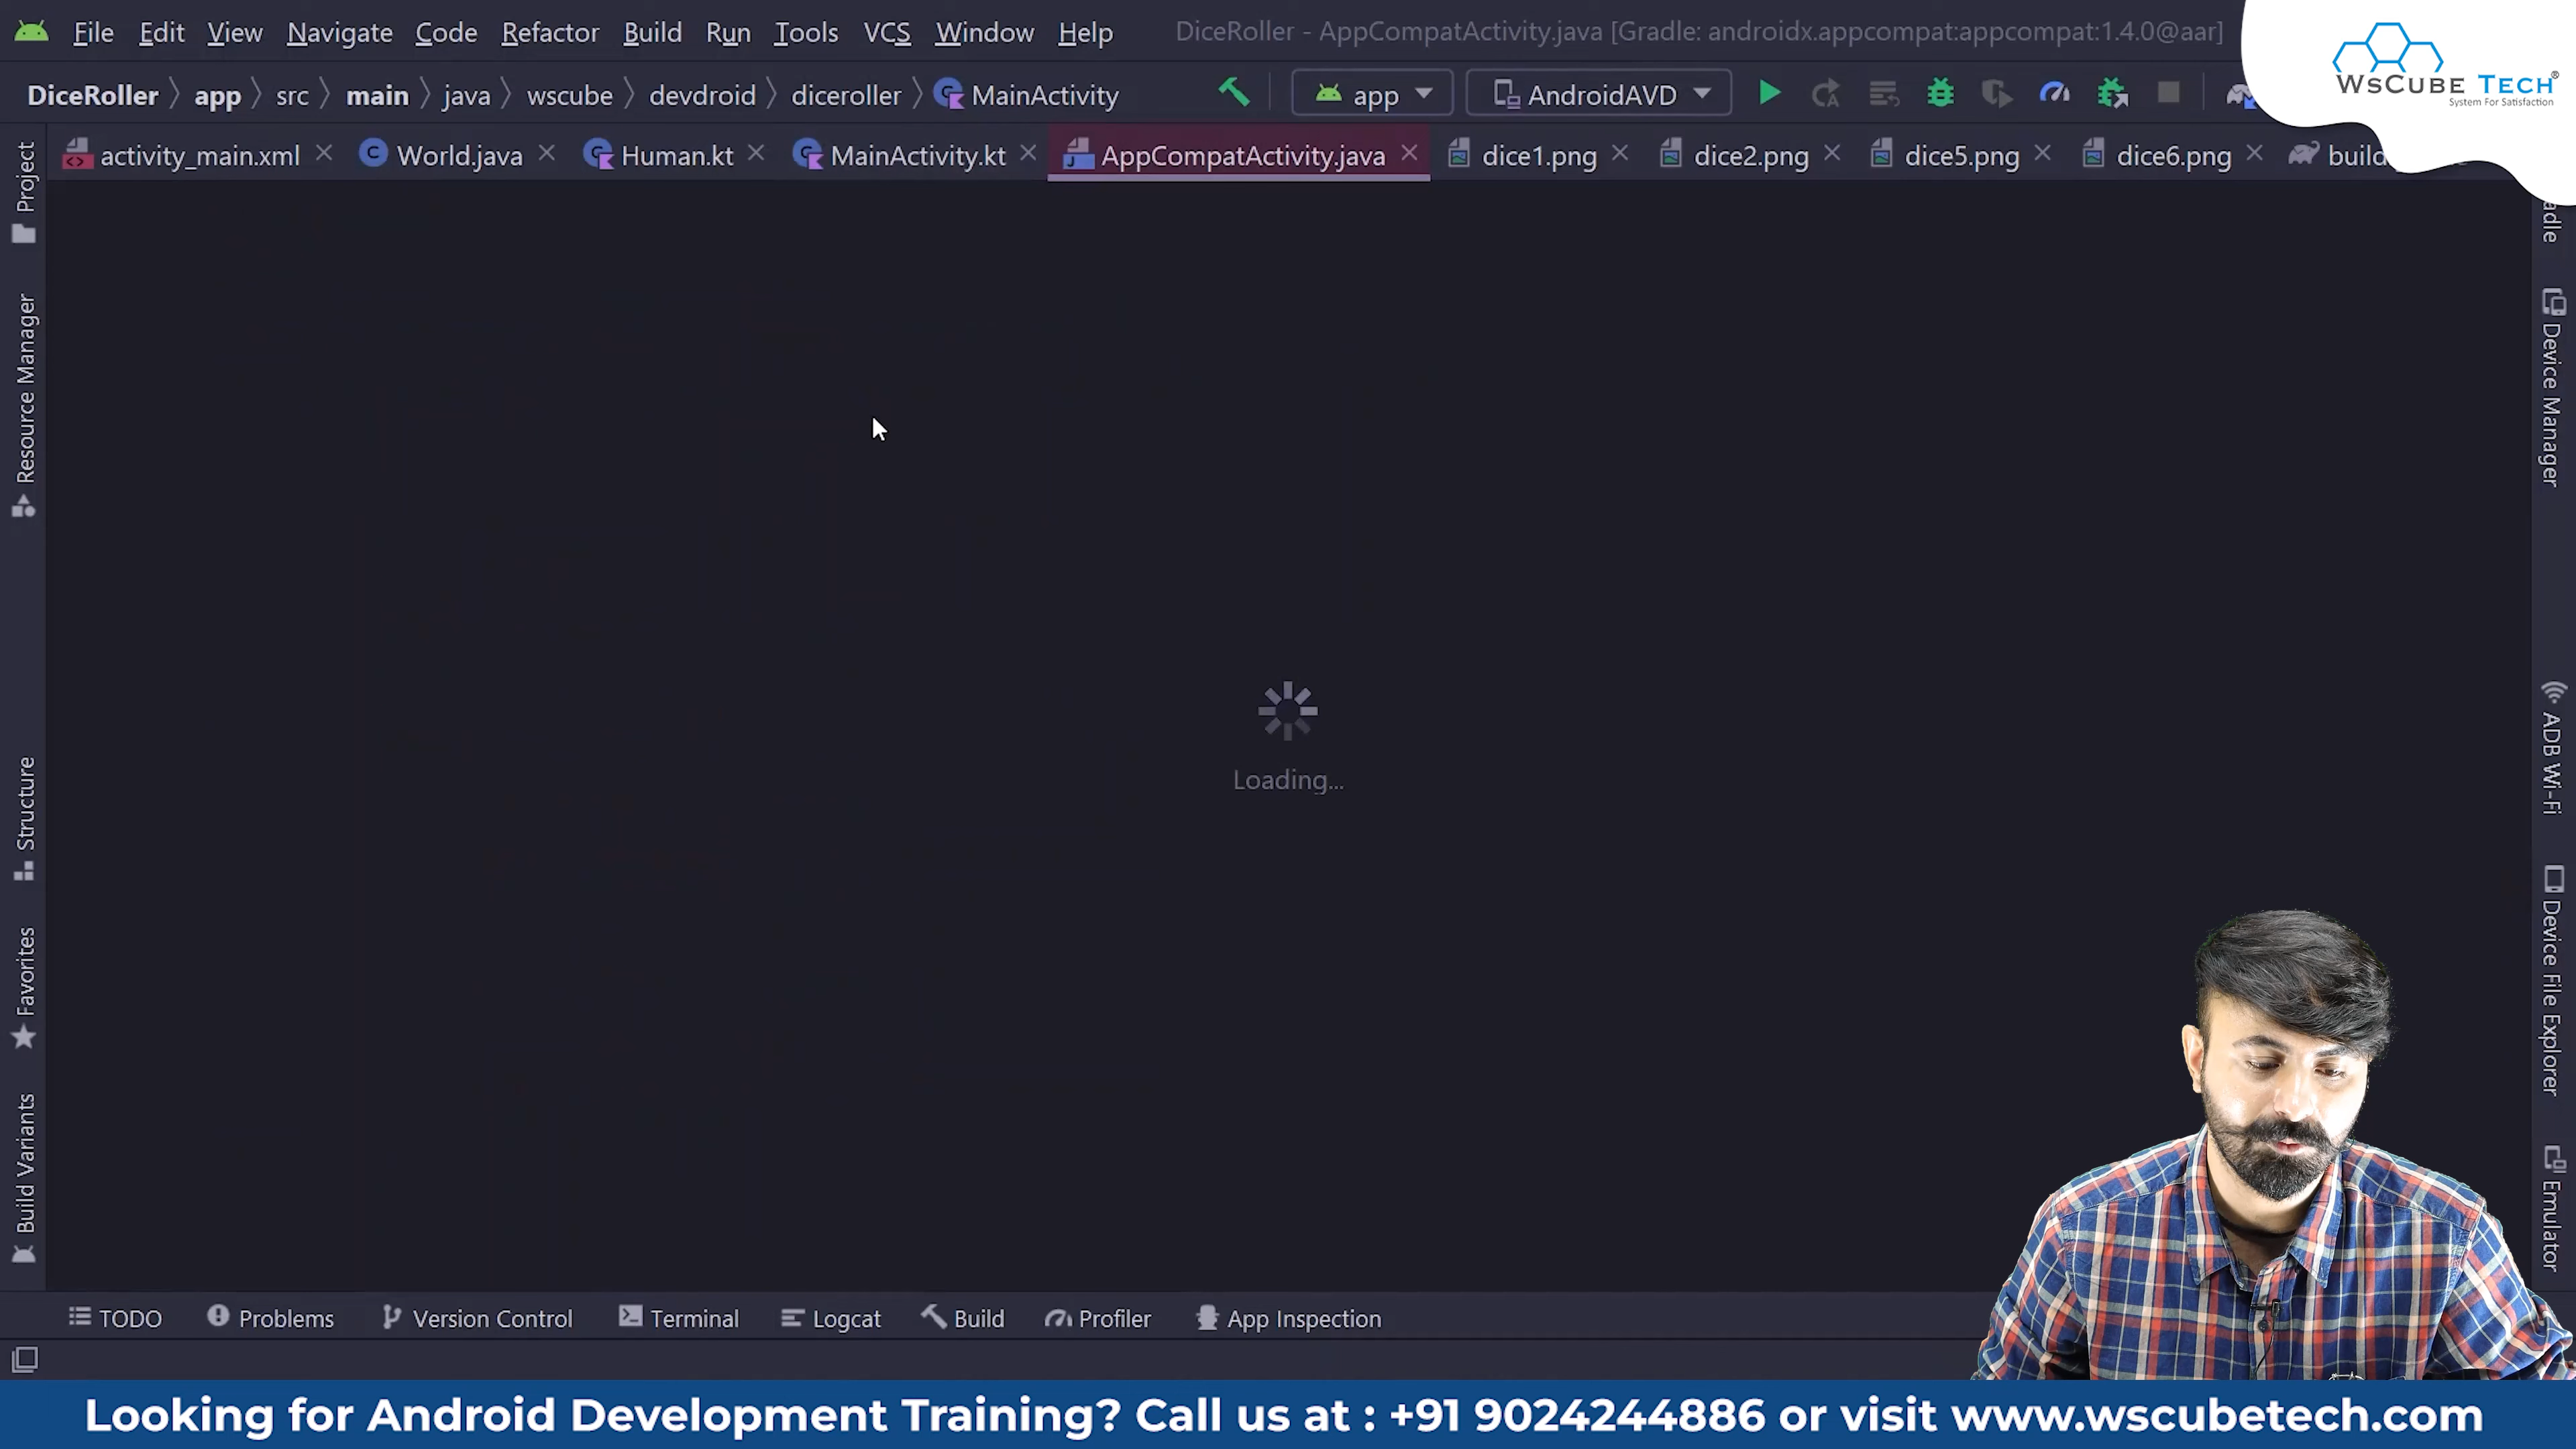 File Edit View Navigate Code Refactor Build Run Tools VCS Window Help DiceRoller - AppCompatActivity.java [Gradle: androidx.appcompat:appcompat:1.4.0@aar]
WsCube Tech®
System For Satisfaction
DiceRoller > app > src > main > java > wscube > devdroid > diceroller > MainActivity app AndroidAVD
activity_main.xml World.java Human.kt MainActivity.kt AppCompatActivity.java dice1.png dice2.png dice5.png dice6.png
Project
Resource Manager
Structure
Favorites
Build Variants
Loading...
Device Manager
ADB Wi-Fi
Device File Explorer
Emulator
TODO Problems Version Control Terminal Logcat Build Profiler App Inspection
Looking for Android Development Training? Call us at : +91 9024244886 or visit www.wscubetech.com